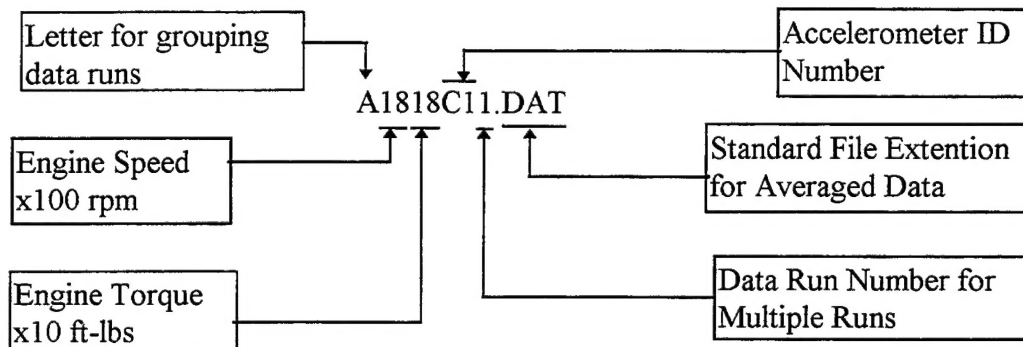 Letter for grouping
data runs
Accelerometer ID
Number
A1818C11.DAT
Engine Speed
x100 rpm
Standard File Extention
for Averaged Data
Engine Torque
x10 ft-lbs
Data Run Number for
Multiple Runs